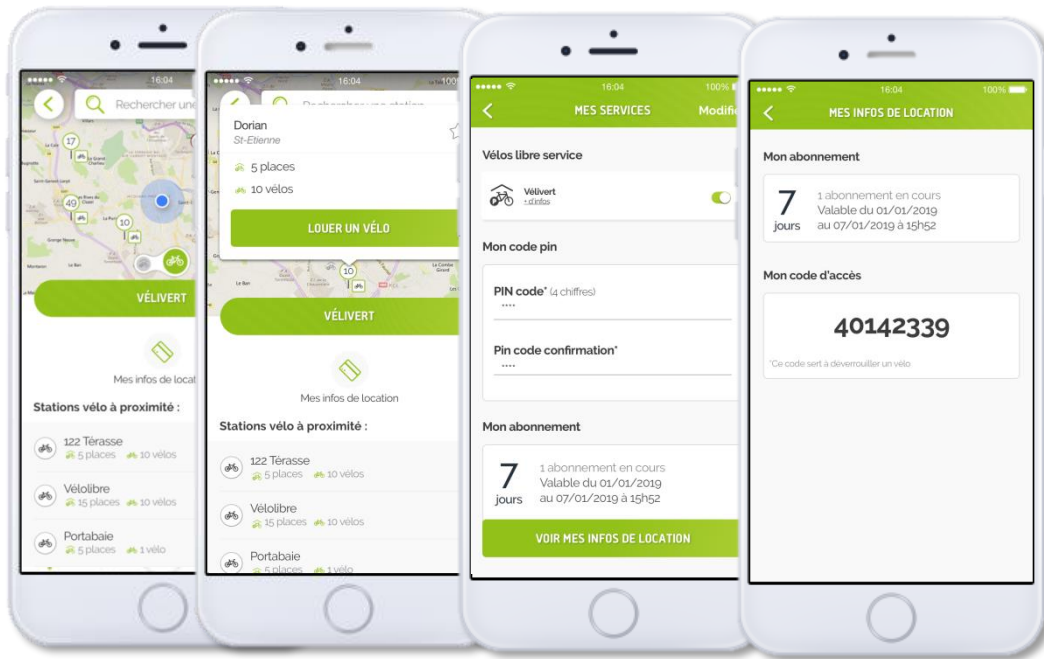 16:04
Rechercher une
17
49
10
VÉLIVERT
Mes infos de locat
Stations vélo à proximité :
122 Térasse
5 places 10 vélos
Vélolibre
15 places 10 vélos
Portabaie
5 places 1 vélo
16:04
100%
Dorian
St-Etienne
5 places
10 vélos
LOUER UN VÉLO
10
VÉLIVERT
Mes infos de location
Stations vélo à proximité :
122 Térasse
5 places 10 vélos
Vélolibre
15 places 10 vélos
Portabaie
5 places 1 vélo
16:04 100%
MES SERVICES Modifie
Vélos libre service
Vélivert
+ d'infos
Mon code pin
PIN code* (4 chiffres)
····
Pin code confirmation*
····
Mon abonnement
7 jours
1 abonnement en cours
Valable du 01/01/2019
au 07/01/2019 à 15h52
VOIR MES INFOS DE LOCATION
16:04 100%
MES INFOS DE LOCATION
Mon abonnement
7 jours
1 abonnement en cours
Valable du 01/01/2019
au 07/01/2019 à 15h52
Mon code d'accès
40142339
*Ce code sert à déverrouiller un vélo